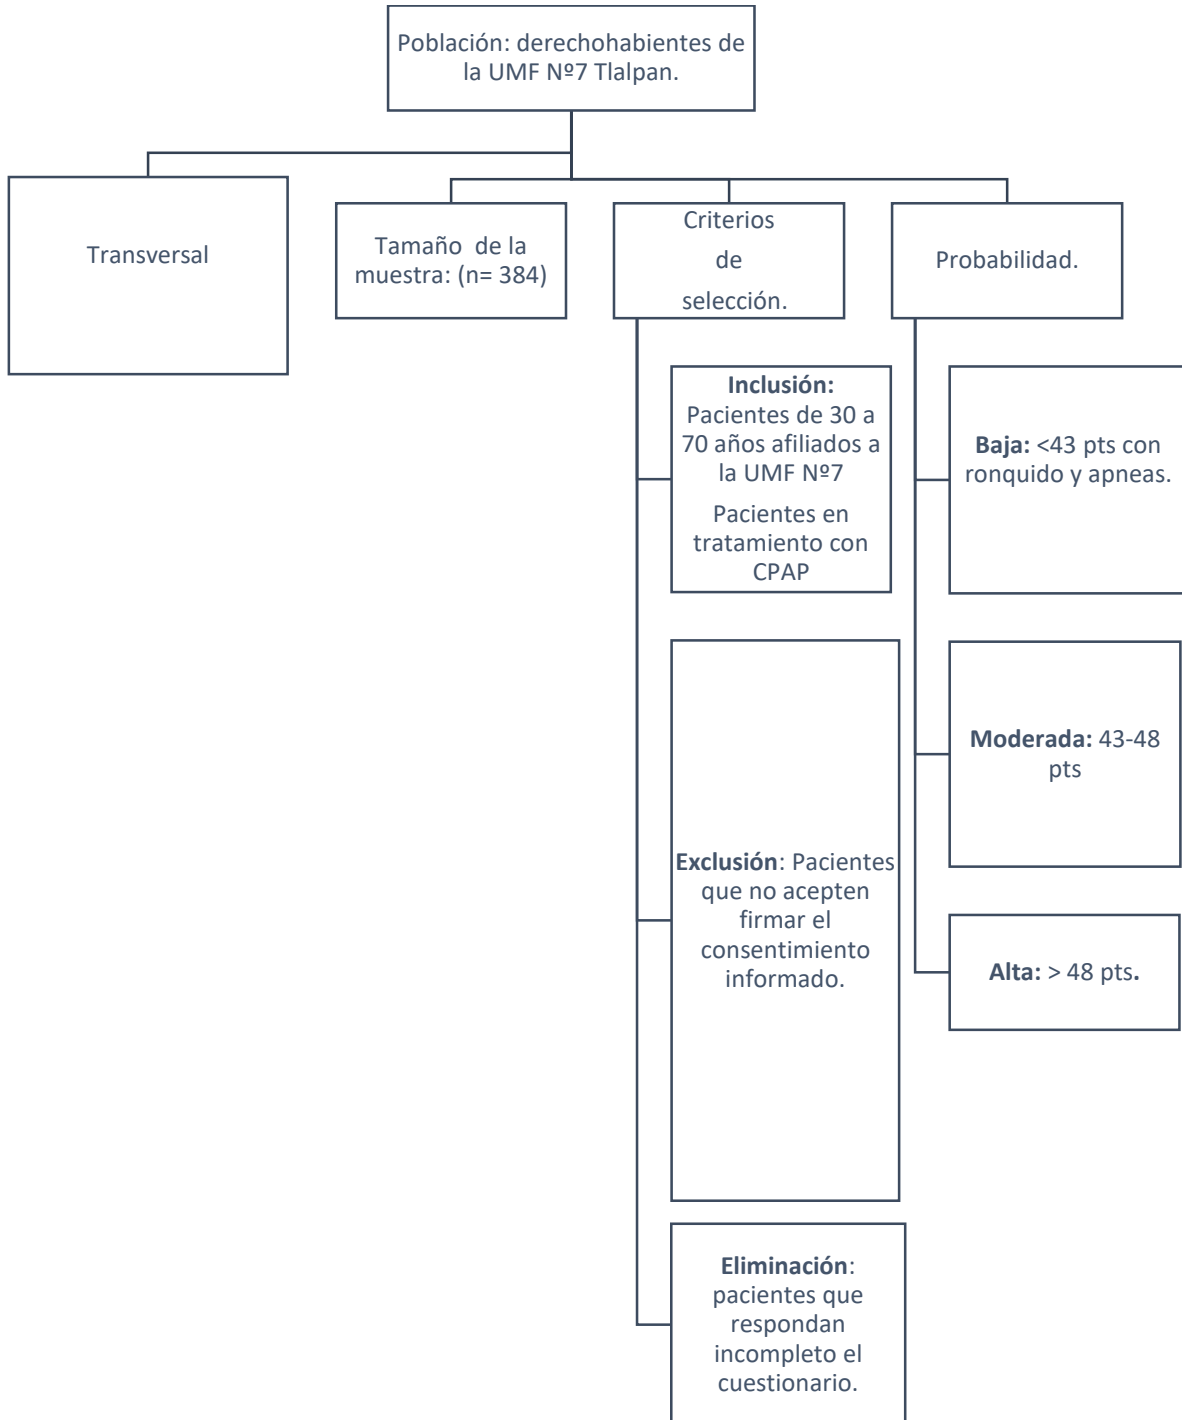 Población: derechohabientes de
la UMF Nº7 Tlalpan.
Transversal
Tamaño de la
muestra: (n= 384)
Criterios
de
selección.
Probabilidad.
Inclusión:
Pacientes de 30 a
70 años afiliados a
la UMF Nº7
Pacientes en
tratamiento con
CPAP
Exclusión: Pacientes
que no acepten
firmar el
consentimiento
informado.
Eliminación:
pacientes que
respondan
incompleto el
cuestionario.
Baja: <43 pts con
ronquido y apneas.
Moderada: 43-48
pts
Alta: > 48 pts.